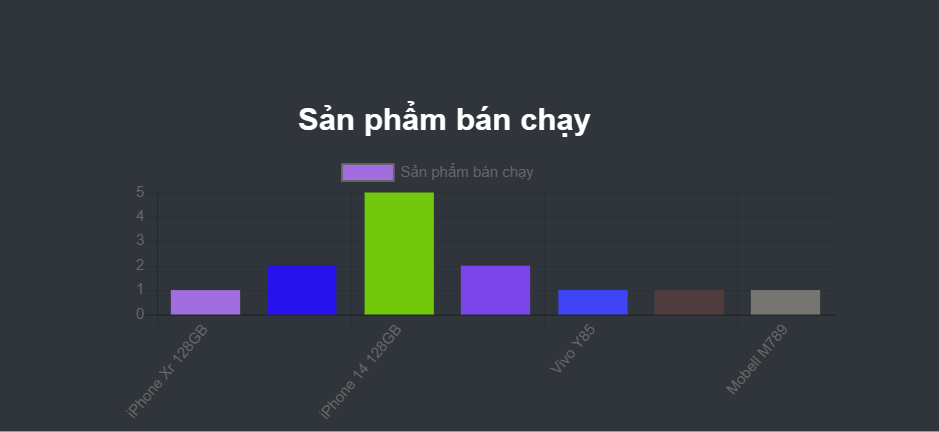 Sản phẩm bán chạy
Sản phẩm bán chạy
5
4
3
2
1
0
iPhone Xr 128GB
iPhone 14 128GB
Vivo Y85
Mobell M789